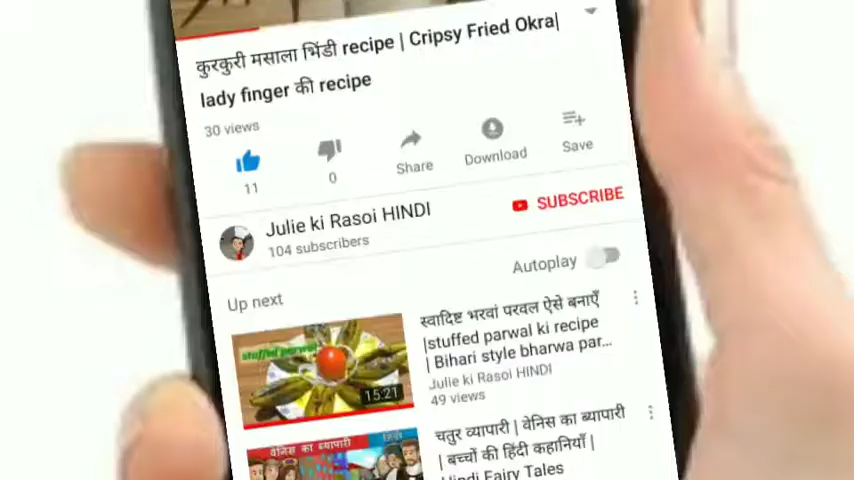 कुरकुरी मसाला भिंडी recipe | Cripsy Fried Okra|
lady finger की recipe
30 views
11
0
Share
Download
Save
Julie ki Rasoi HINDI
104 subscribers
SUBSCRIBE
Autoplay
Up next
stuffed parwal
15:21
स्वादिष्ट भरवां परवल ऐसे बनाएँ
|stuffed parwal ki recipe
| Bihari style bharwa par...
Julie ki Rasoi HINDI
49 views
वेनिस का ब्यापारी
चतुर व्यापारी | वेनिस का ब्यापारी
| बच्चों की हिंदी कहानियाँ |
Hindi Fairy Tales